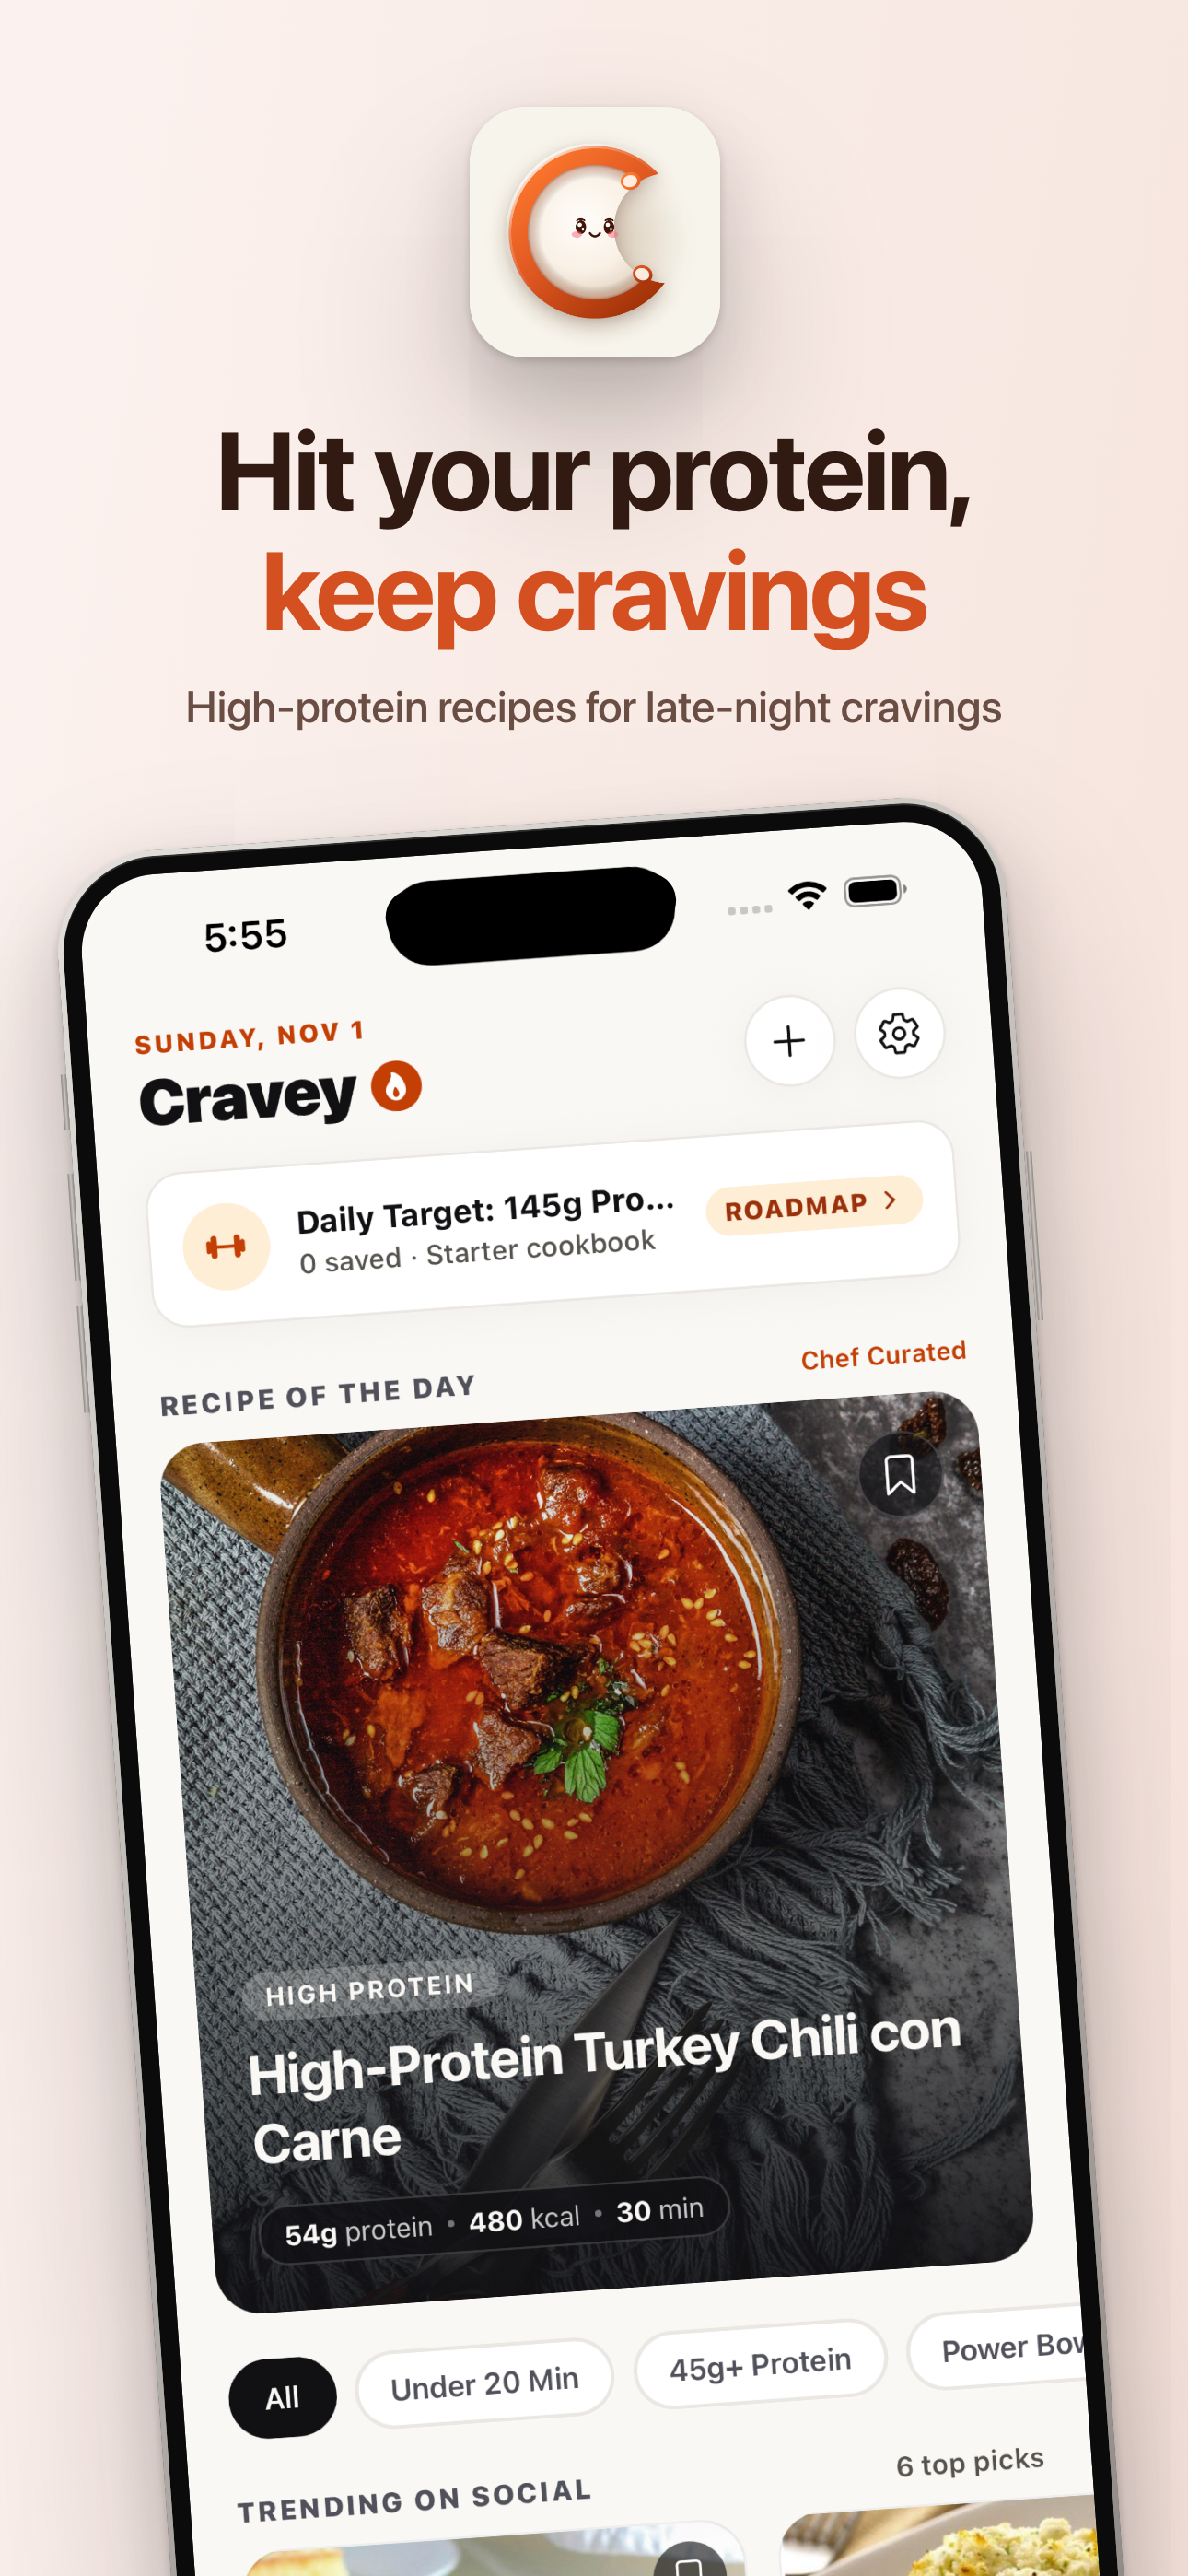 Hit your protein,
keep cravings
High-protein recipes for late-night cravings
5:55
SUNDAY, NOV 1
Cravey
Daily Target: 145g Pro...
0 saved · Starter cookbook
ROADMAP >
RECIPE OF THE DAY
Chef Curated
HIGH PROTEIN
High-Protein Turkey Chili con
Carne
54g protein • 480 kcal • 30 min
All
Under 20 Min
45g+ Protein
Power Bow
TRENDING ON SOCIAL
6 top picks